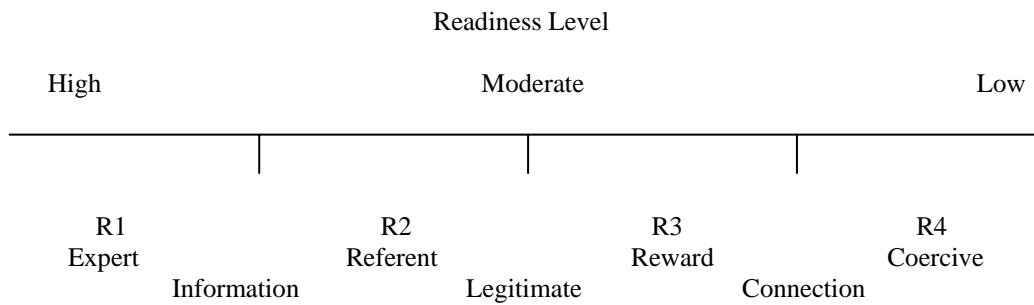 Readiness Level
High Moderate Low
R1 R2 R3 R4
Expert Referent Reward Coercive
Information Legitimate Connection